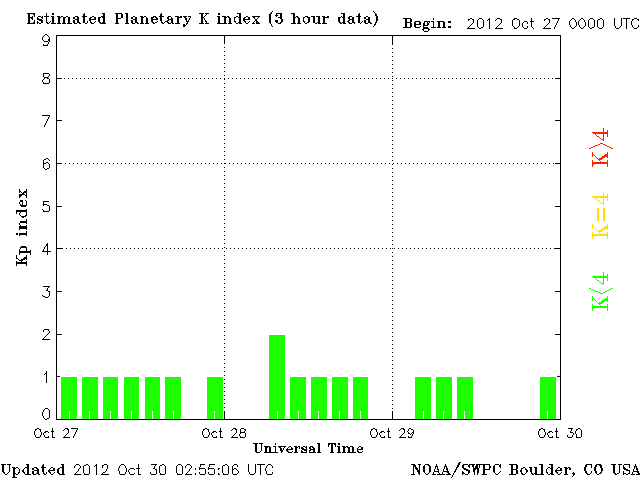 Estimated Planetary K index (3 hour data) Begin: 2012 Oct 27 0000 UTC
9
8
7
6
5
4
3
2
1
0
Kp index
K>4
K=4
K<4
Oct 27 Oct 28 Oct 29 Oct 30
Universal Time
Updated 2012 Oct 30 02:55:06 UTC NOAA/SWPC Boulder, CO USA